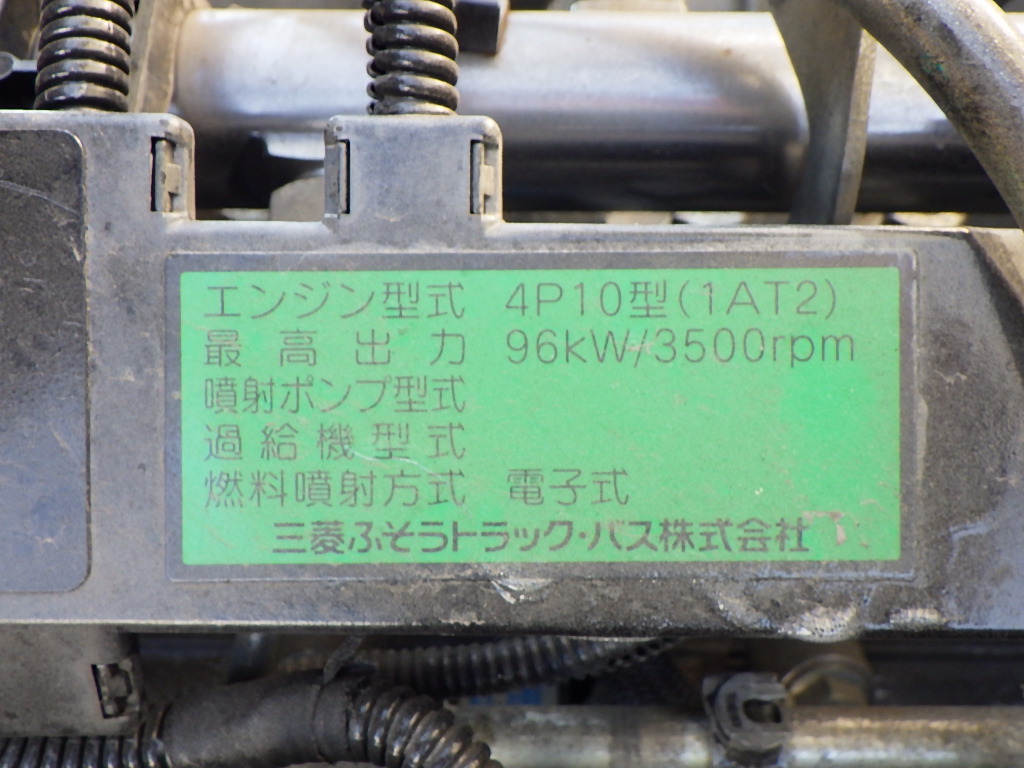 エンジン型式 4P10型(1AT2)
最高出力 96kW/3500rpm
噴射ポンプ型式
過給機型式
燃料噴射方式 電子式
三菱ふそうトラック・バス株式会社